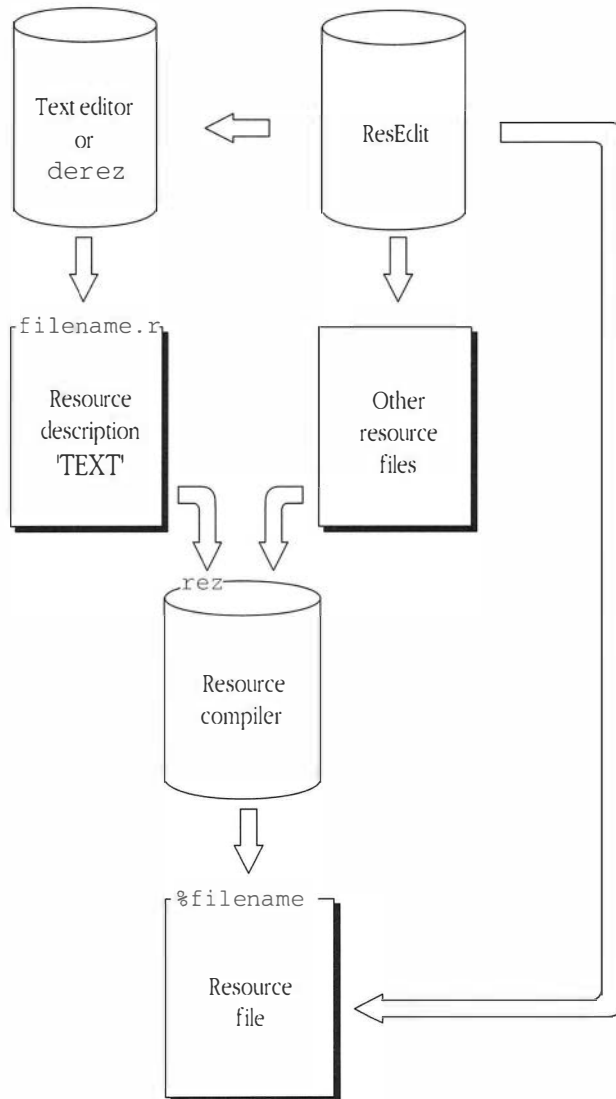 Text editor
or
derez
ResEdit
filename.r
Resource
description
'TEXT'
Other
resource
files
rez
Resource
compiler
%filename
Resource
file